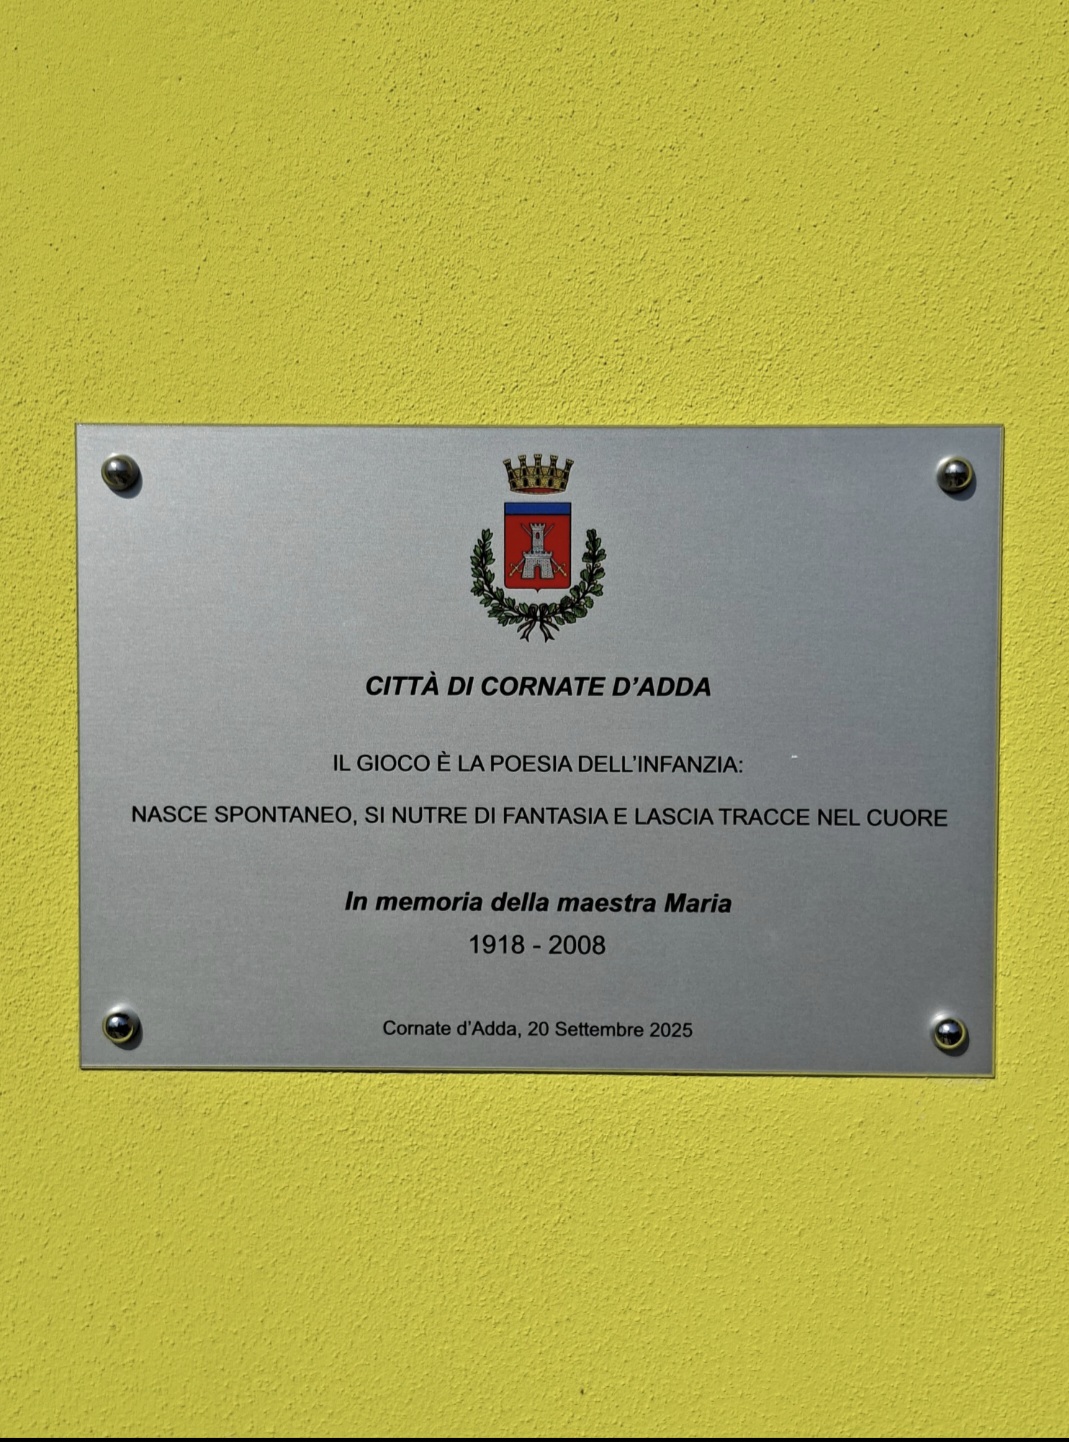 CITTÀ DI CORNATE D’ADDA
IL GIOCO È LA POESIA DELL’INFANZIA:
NASCE SPONTANEO, SI NUTRE DI FANTASIA E LASCIA TRACCE NEL CUORE
In memoria della maestra Maria
1918 - 2008
Cornate d’Adda, 20 Settembre 2025